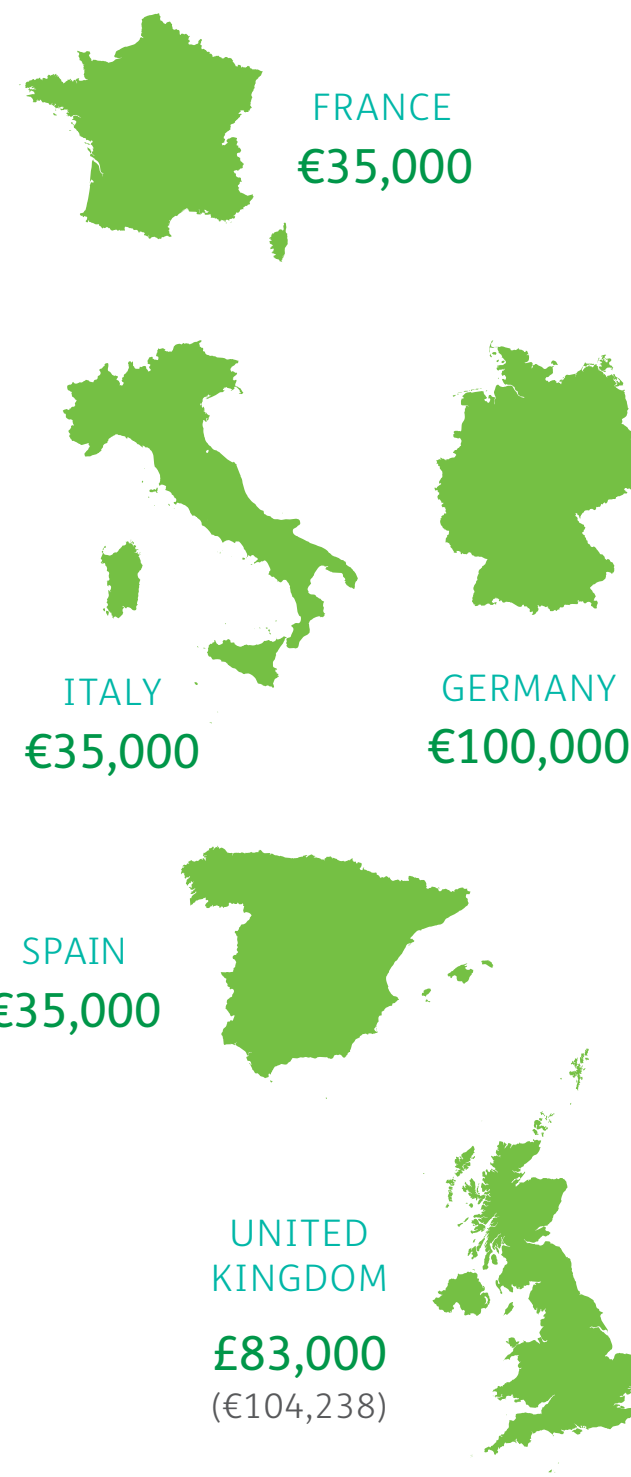 FRANCE
€35,000
ITALY
€35,000
GERMANY
€100,000
SPAIN
€35,000
UNITED
KINGDOM
£83,000
(€104,238)